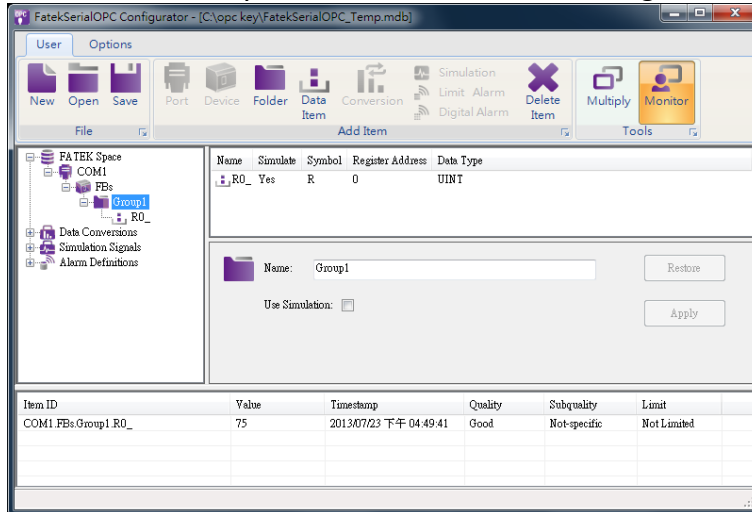 FatekSerialOPC Configurator - [C:\opc key\FatekSerialOPC_Temp.mdb]
User Options
New Open Save Port Device Folder Data Item Conversion Simulation Limit Alarm Digital Alarm Delete Item Multiply Monitor
File Add Item Tools
FATEK Space
COM1
FBs
Group1
R0_
Data Conversions
Simulation Signals
Alarm Definitions
Name Simulate Symbol Register Address Data Type
R0_ Yes R 0 UINT
Name: Group1 Restore
Use Simulation: Apply
Item ID Value Timestamp Quality Subquality Limit
COM1.FBs.Group1.R0_ 75 2013/07/23 下午 04:49:41 Good Not-specific Not Limited